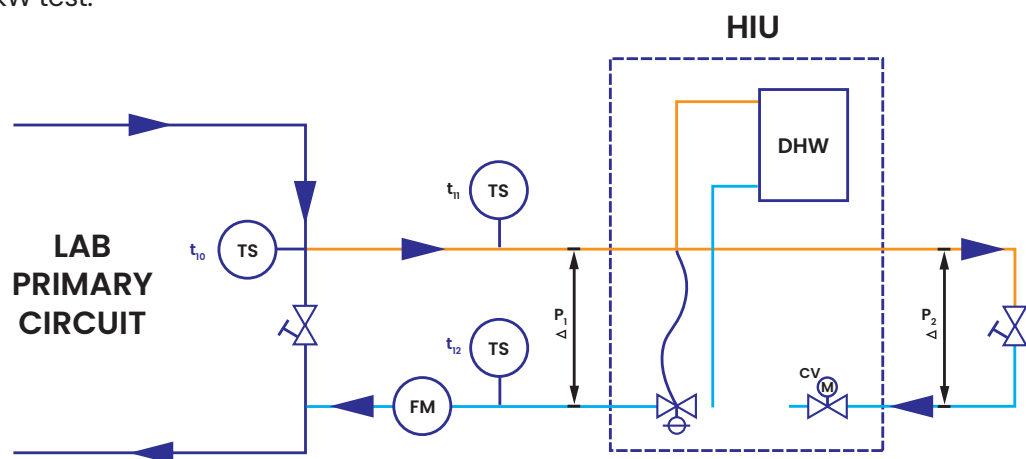 kW test.
HIU
DHW
t11
TS
t10
TS
LAB
PRIMARY
CIRCUIT
P1
Δ
P2
Δ
t12
TS
CV
M
FM